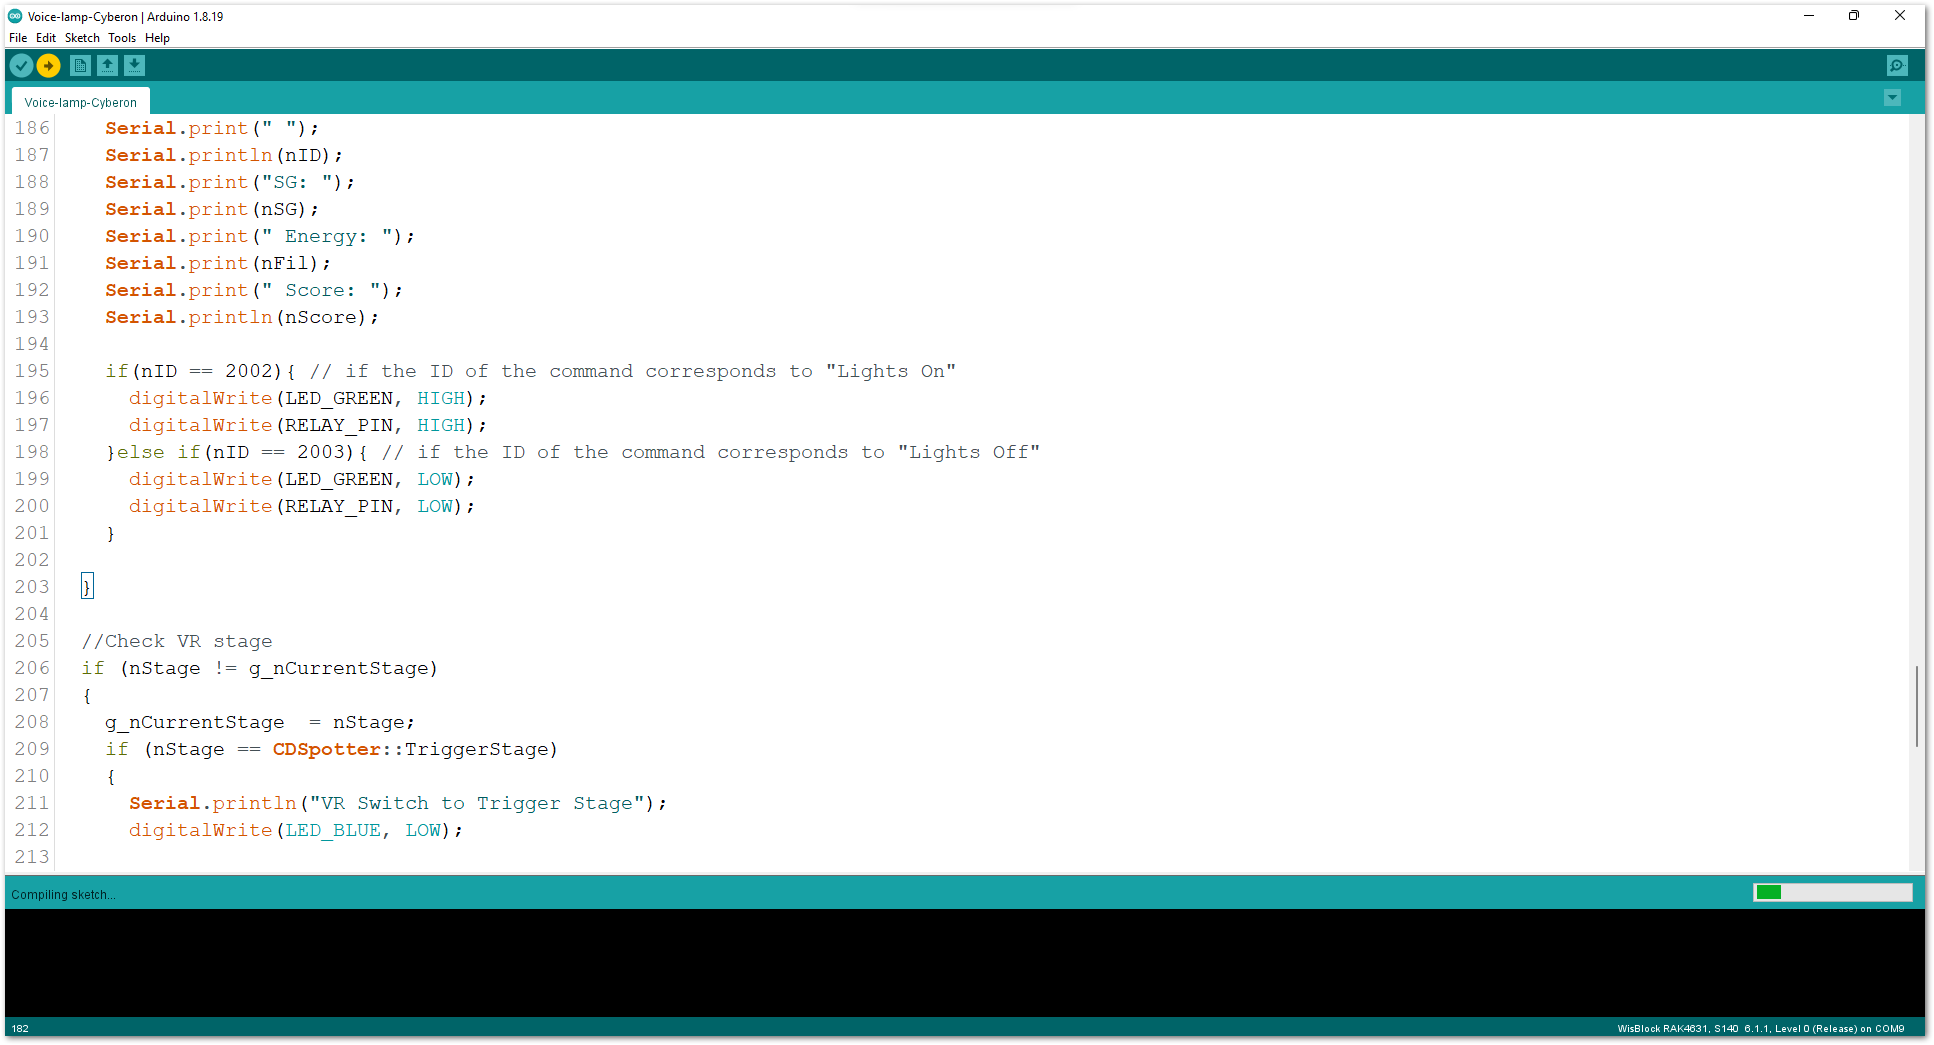 Voice-lamp-Cyberon | Arduino 1.8.19
File Edit Sketch Tools Help
Voice-lamp-Cyberon
186 Serial.print(" ");
187 Serial.println(nID);
188 Serial.print("SG: ");
189 Serial.print(nSG);
190 Serial.print(" Energy: ");
191 Serial.print(nFil);
192 Serial.print(" Score: ");
193 Serial.println(nScore);
194
195 if(nID == 2002){ // if the ID of the command corresponds to "Lights On"
196 digitalWrite(LED_GREEN, HIGH);
197 digitalWrite(RELAY_PIN, HIGH);
198 }else if(nID == 2003){ // if the ID of the command corresponds to "Lights Off"
199 digitalWrite(LED_GREEN, LOW);
200 digitalWrite(RELAY_PIN, LOW);
201 }
202
203 }
204
205 //Check VR stage
206 if (nStage != g_nCurrentStage)
207 {
208 g_nCurrentStage  = nStage;
209 if (nStage == CDSpotter::TriggerStage)
210 {
211 Serial.println("VR Switch to Trigger Stage");
212 digitalWrite(LED_BLUE, LOW);
213
Compiling sketch...
182
WisBlock RAK4631, S140 6.1.1, Level 0 (Release) on COM9